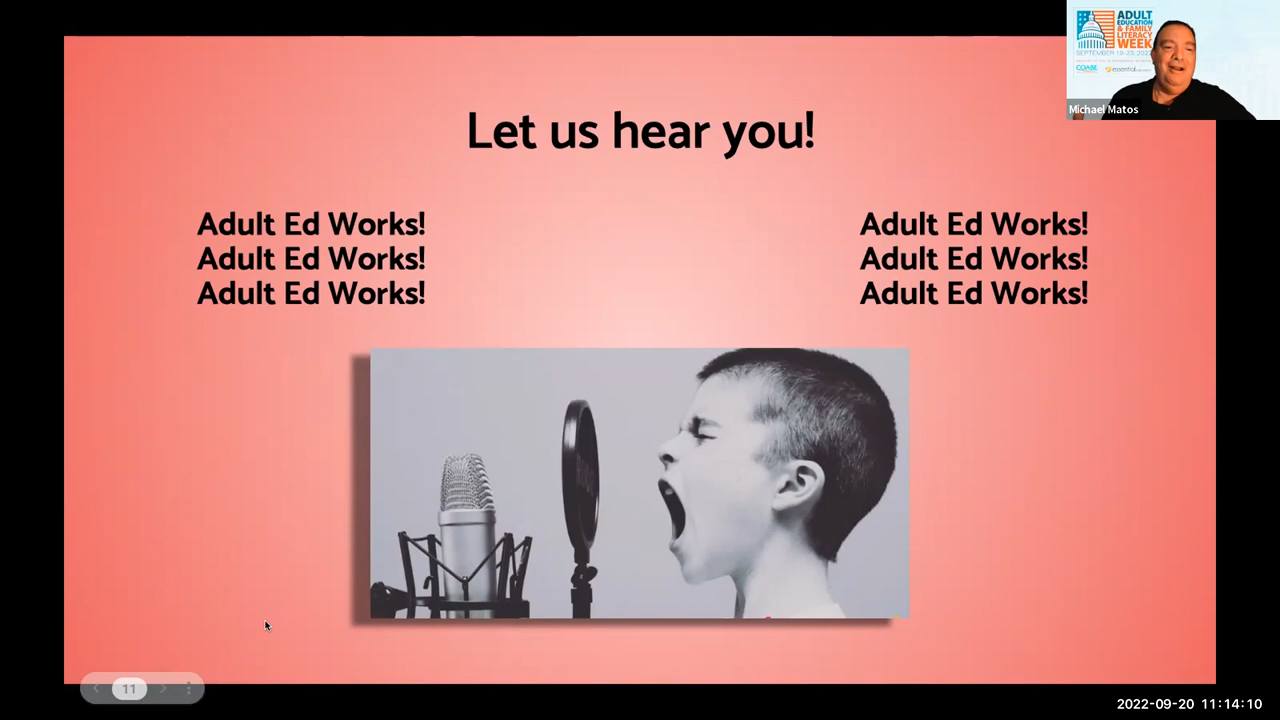 Let us hear you!
Adult Ed Works!
Adult Ed Works!
Adult Ed Works!
Adult Ed Works!
Adult Ed Works!
Adult Ed Works!
ADULT
EDUCATION
& FAMILY
LITERACY
WEEK
COABE
essential
Michael Matos
11
2022-09-20 11:14:10